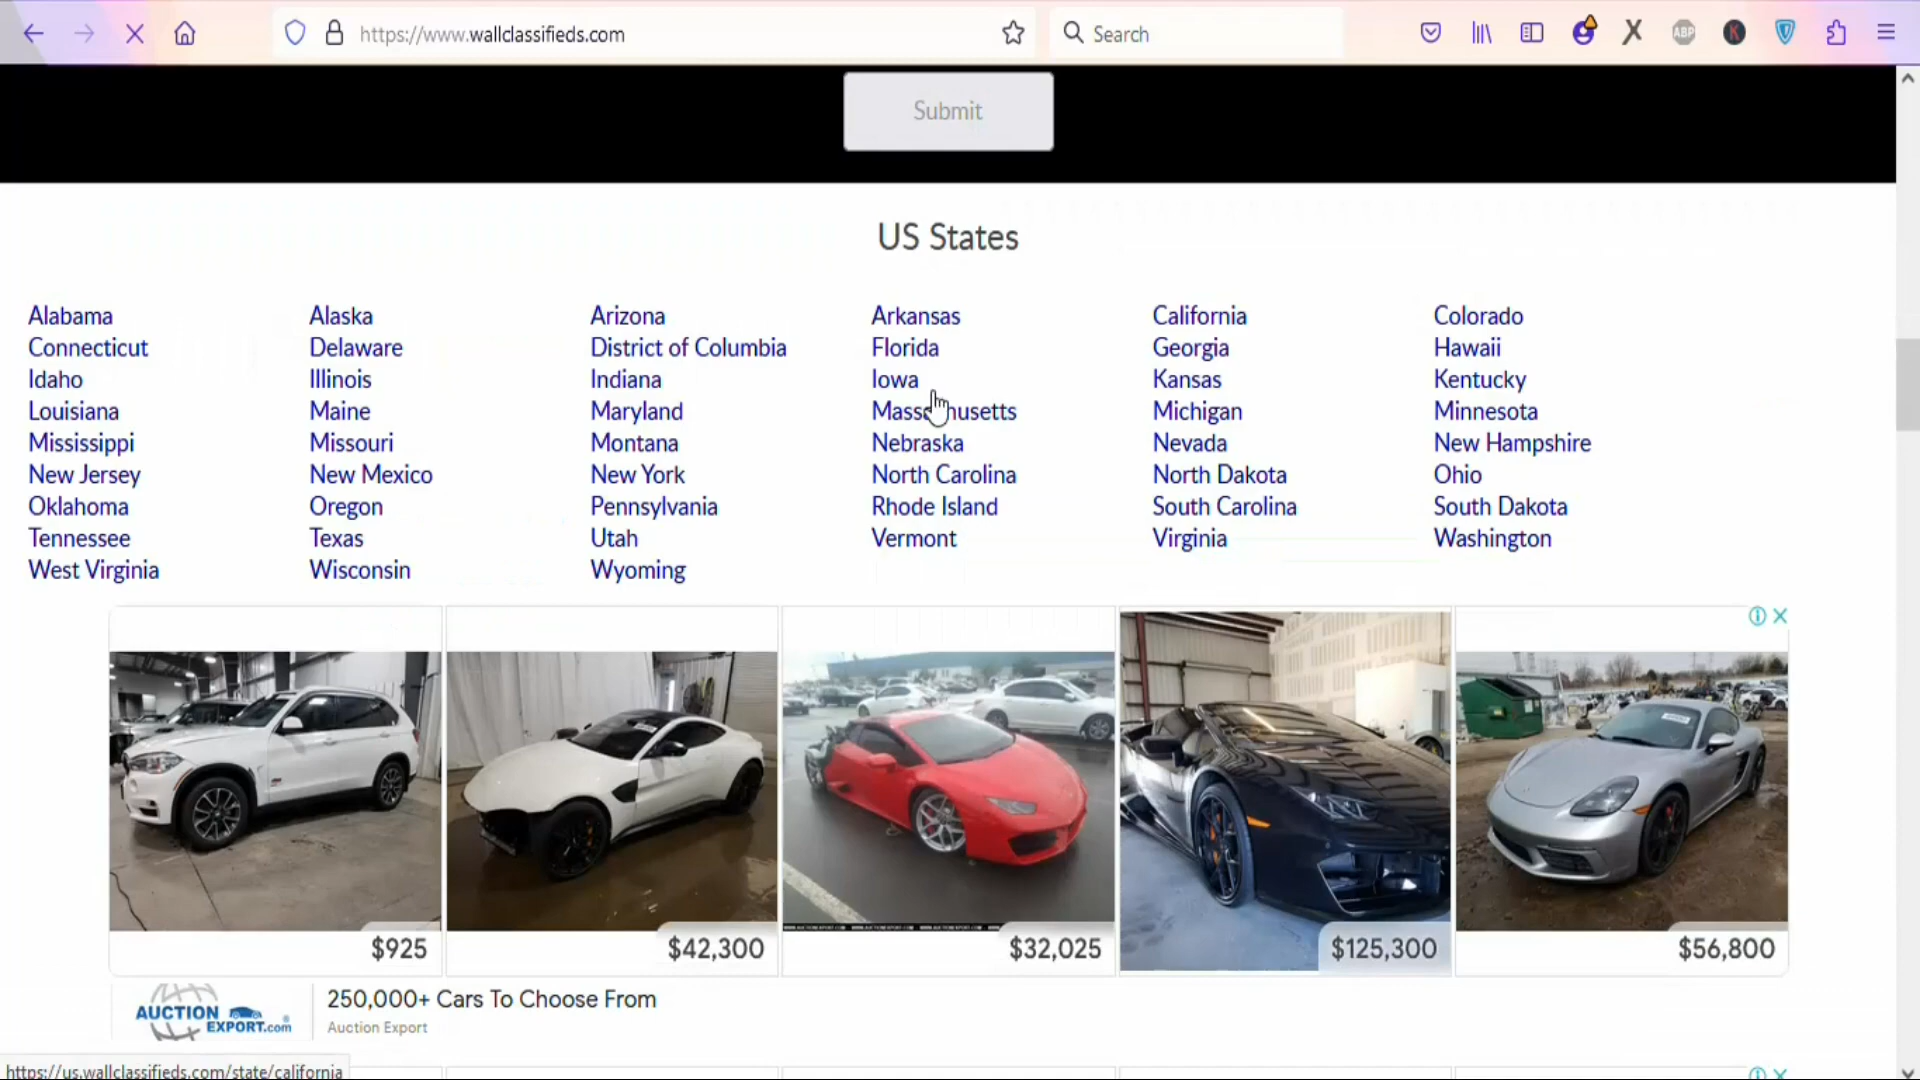 https://www.wallclassifieds.com
Search
ABP
K
Submit
US States
Alabama Alaska Arizona Arkansas California Colorado
Connecticut Delaware District of Columbia Florida Georgia Hawaii
Idaho Illinois Indiana Iowa Kansas Kentucky
Louisiana Maine Maryland Michigan Minnesota
Mississippi Missouri Montana Nebraska Nevada New Hampshire
New Jersey New Mexico New York North Carolina North Dakota Ohio
Oklahoma Oregon Pennsylvania Rhode Island South Carolina South Dakota
Tennessee Texas Utah Vermont Virginia Washington
West Virginia Wisconsin Wyoming
$925 $42,300 $32,025 $125,300 $56,800
AUCTION
EXPORT.com
250,000+ Cars To Choose From
Auction Export
https://us.wallclassifieds.com/state/california